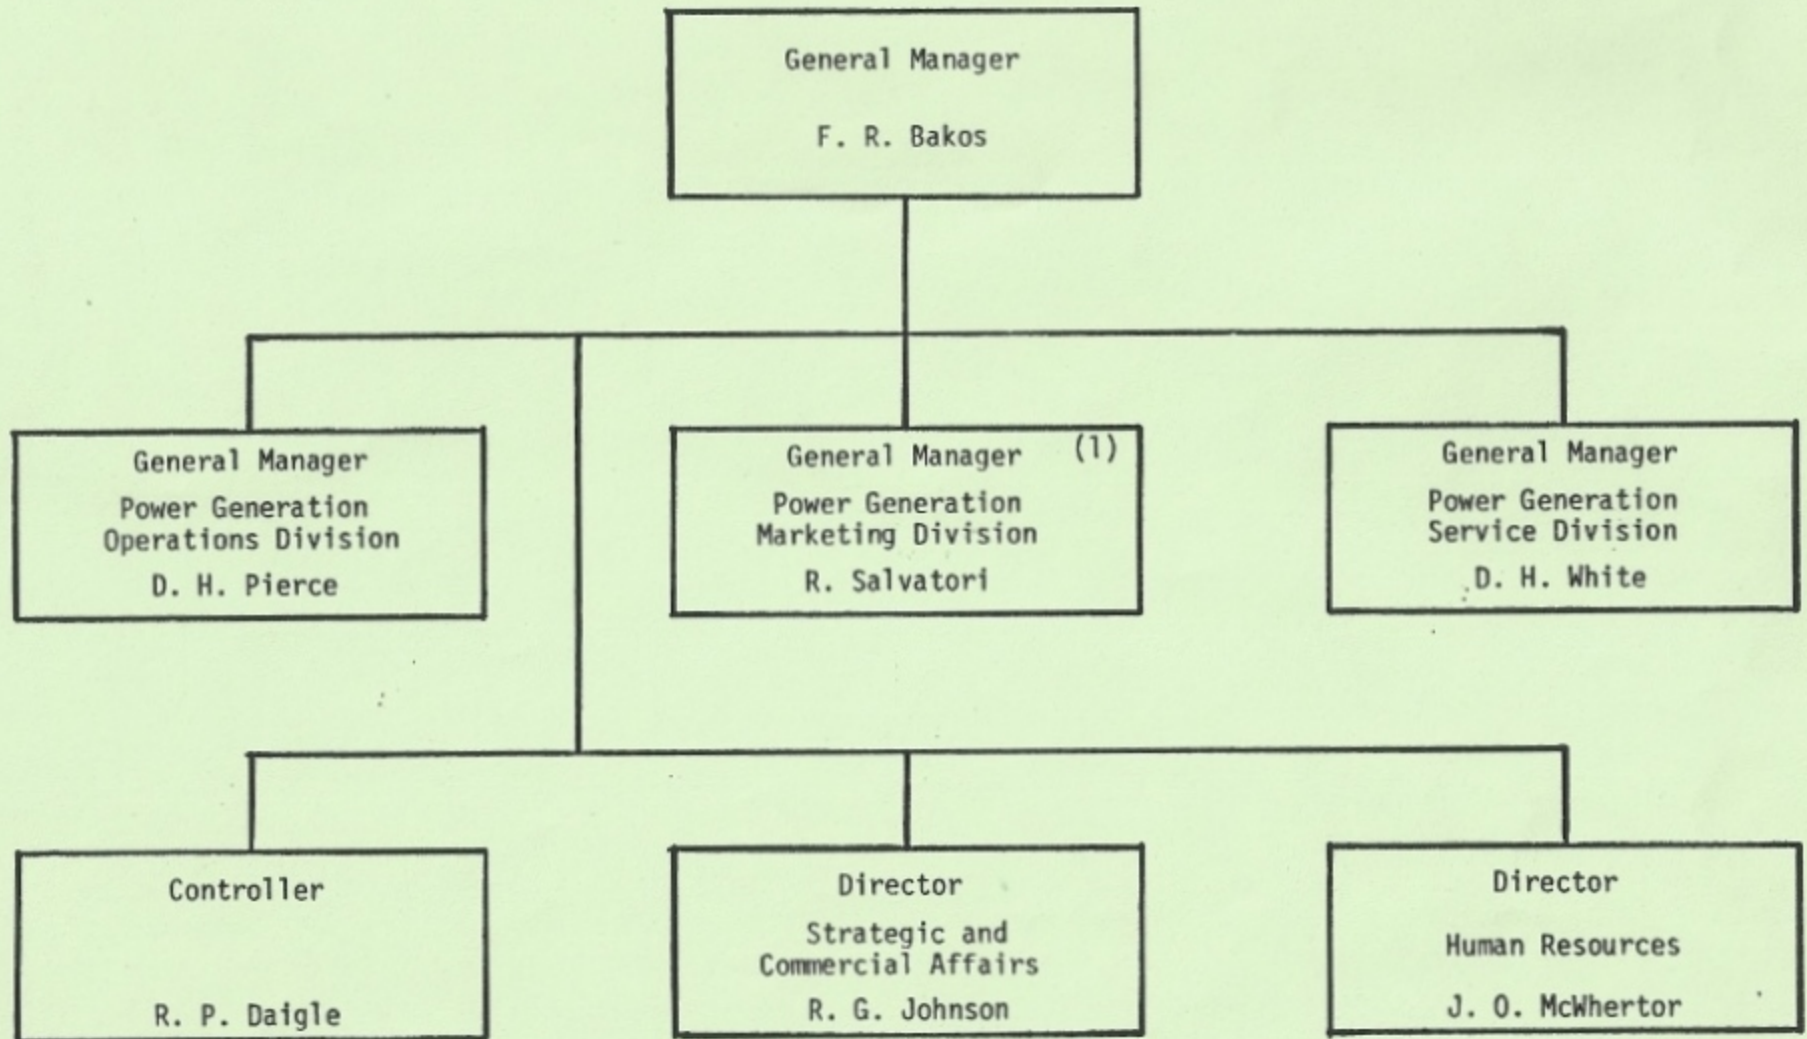 General Manager
F. R. Bakos
General Manager
Power Generation
Operations Division
D. H. Pierce
General Manager (1)
Power Generation
Marketing Division
R. Salvatori
General Manager
Power Generation
Service Division
D. H. White
Controller
R. P. Daigle
Director
Strategic and
Commercial Affairs
R. G. Johnson
Director
Human Resources
J. O. McWhertor